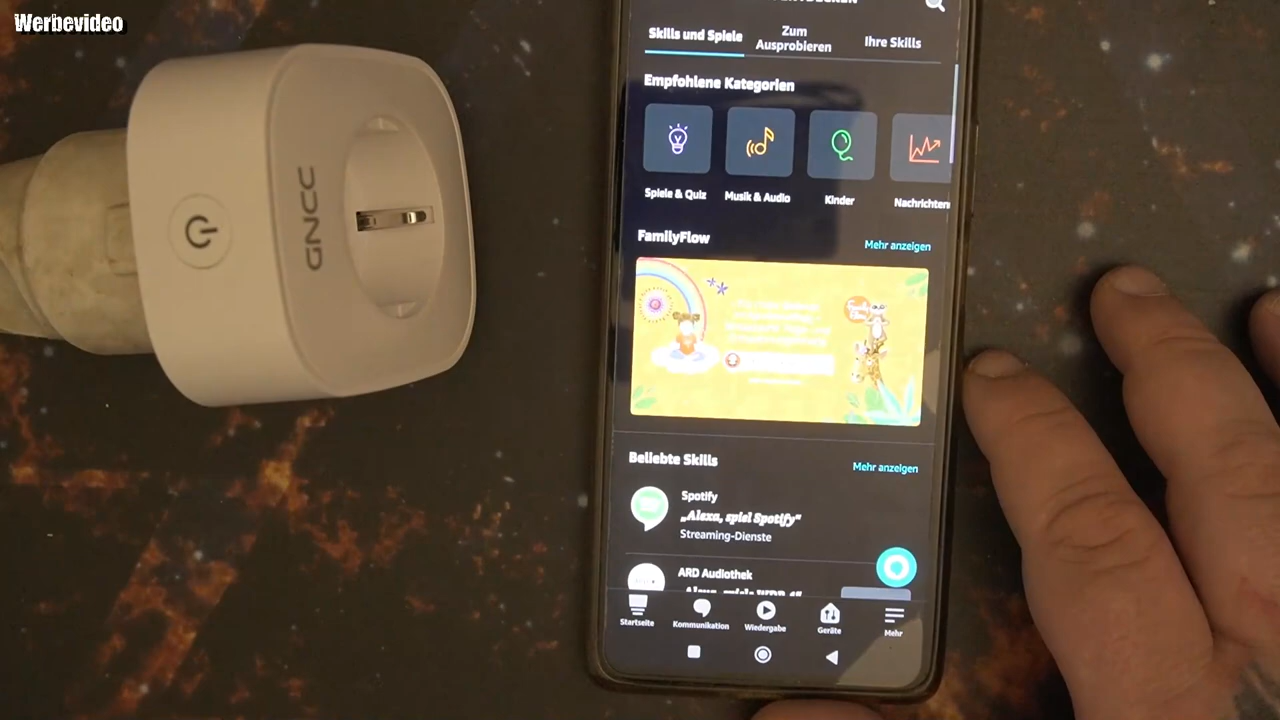 Werbevideo
GNCC
Skills und Spiele
Zum
Ausprobieren
Ihre Skills
Empfohlene Kategorien
Spiele & Quiz
Musik & Audio
Kinder
Nachrichten
FamilyFlow
Mehr anzeigen
Beliebte Skills
Mehr anzeigen
Spotify
„Alexa, spiel Spotify"
Streaming-Dienste
ARD Audiothek
Startseite
Kommunikation
Wiedergabe
Geräte
Mehr